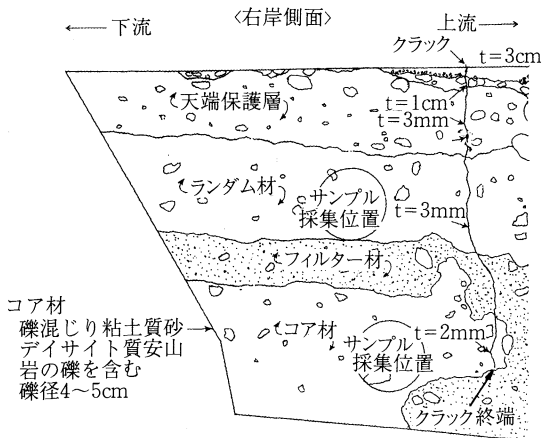 〈右岸側面〉
←下流
上流→
クラック
t=3cm
天端保護層
t=1cm
t=3mm
ランダム材
サンプル
採集位置
t=3mm
フィルター材
コア材
礫混じり粘土質砂
デイサイト質安山
岩の礫を含む
礫径4〜5cm
コア材
サンプル
採集位置
t=2mm
クラック終端